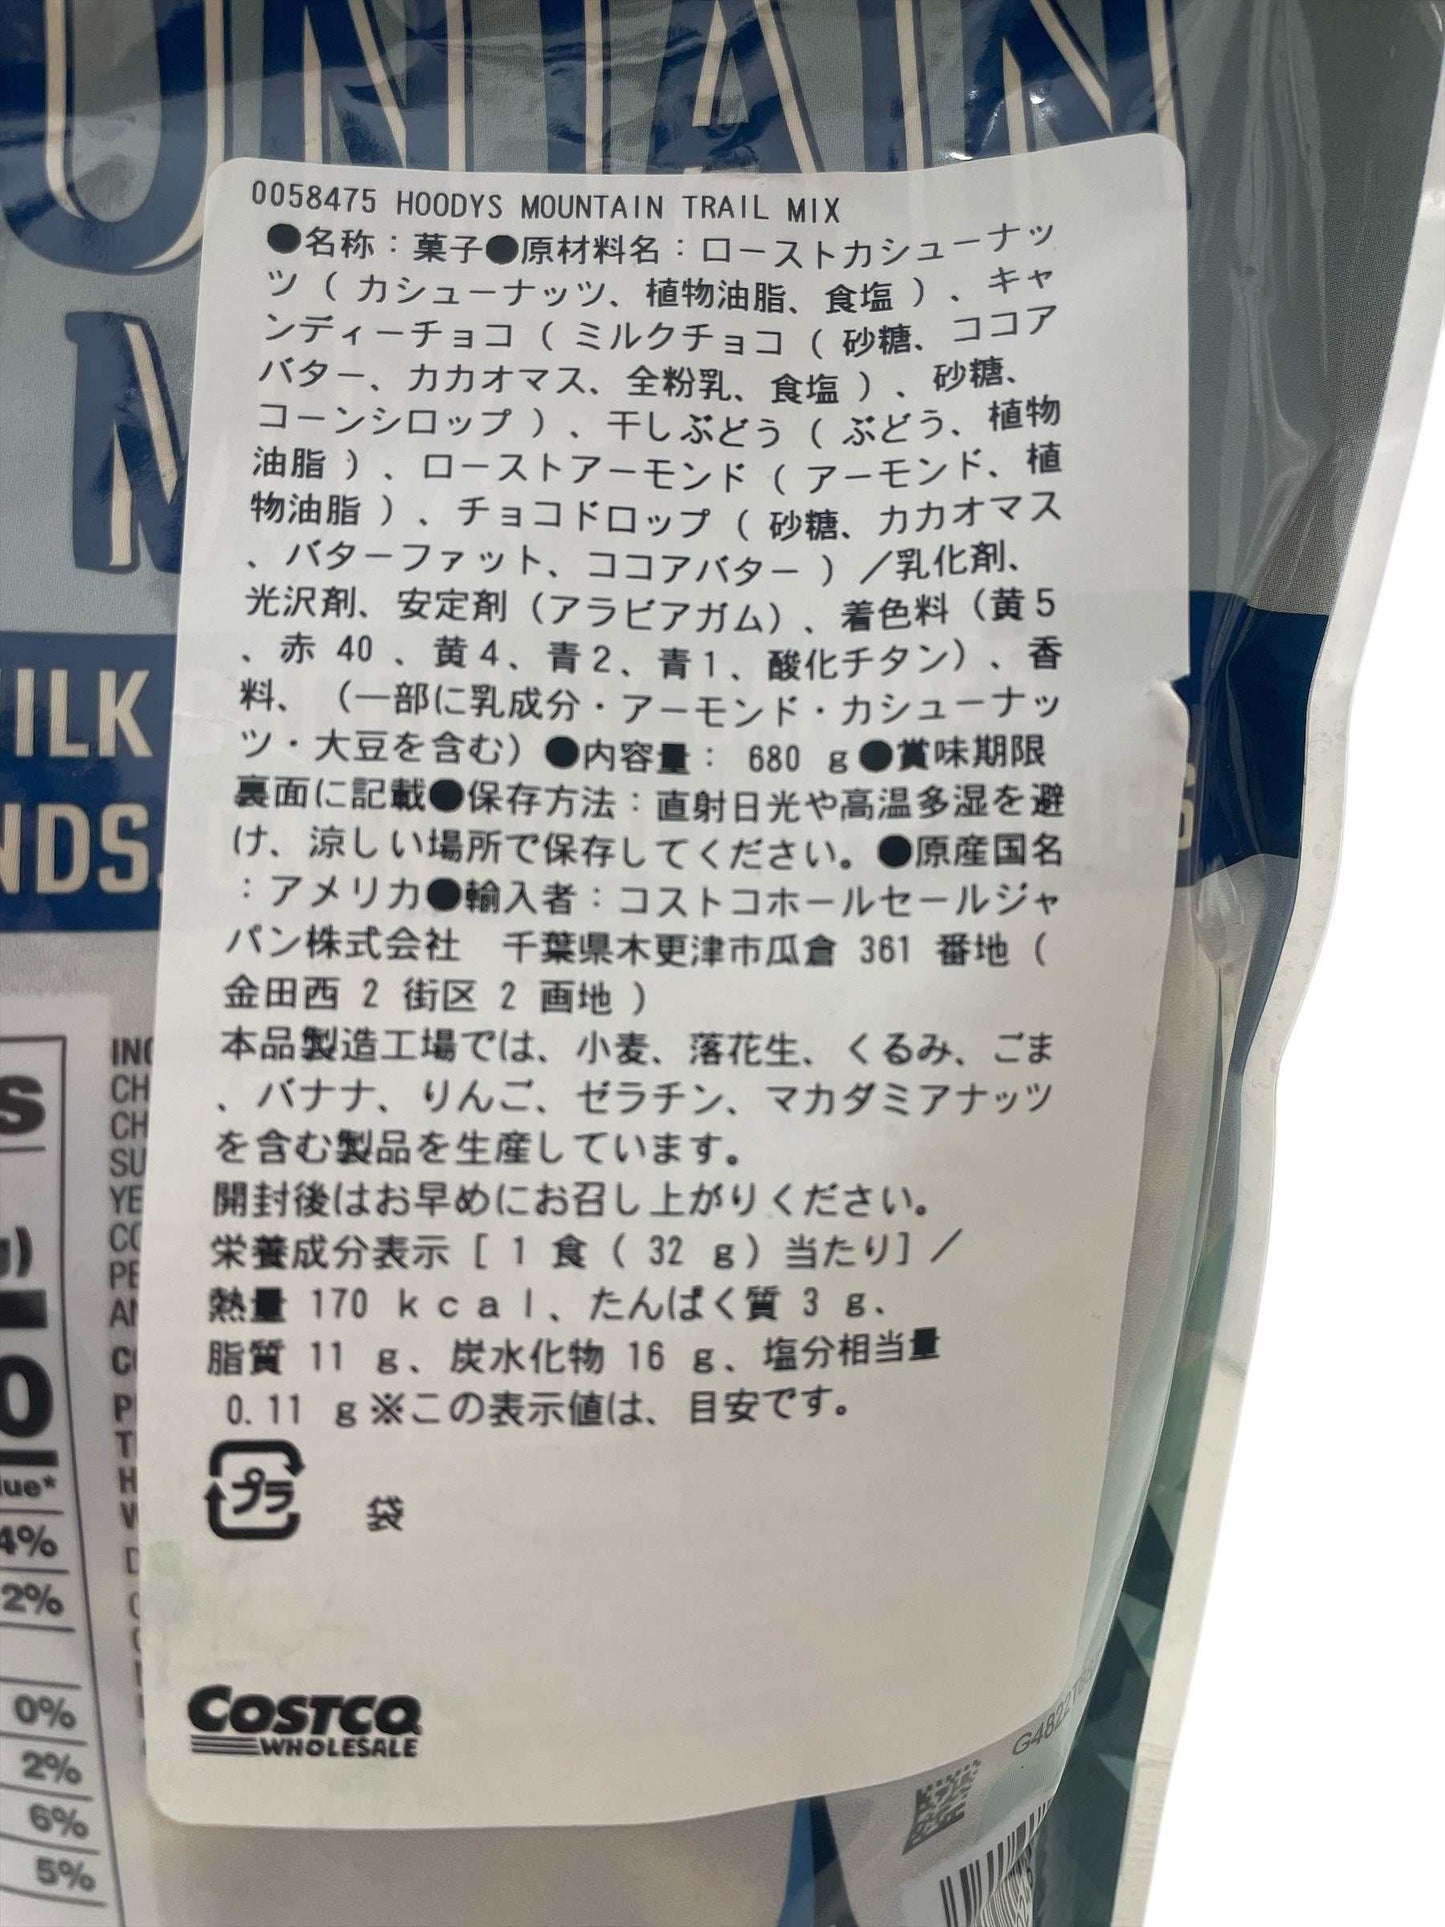 UNTAIN
M
ILK
NDS.
S
0058475 HOODYS MOUNTAIN TRAIL MIX
●名称：菓子●原材料名：ローストカシューナッ
ツ（カシューナッツ、植物油脂、食塩）、キャ
ンディーチョコ（ミルクチョコ（砂糖、ココア
バター、カカオマス、全粉乳、食塩）、砂糖、
コーンシロップ）、干しぶどう（ぶどう、植物
油脂）、ローストアーモンド（アーモンド、植
物油脂）、チョコドロップ（砂糖、カカオマス
、バターファット、ココアバター）／乳化剤、
光沢剤、安定剤（アラビアガム）、着色料（黄5
、赤40、黄4、青2、青1、酸化チタン）、香
料、（一部に乳成分・アーモンド・カシューナッ
ツ・大豆を含む）●内容量：680 g●賞味期限
裏面に記載●保存方法：直射日光や高温多湿を避
け、涼しい場所で保存してください。●原産国名
：アメリカ●輸入者：コストコホールセールジャ
パン株式会社　千葉県木更津市瓜倉 361 番地（
金田西 2 街区 2 画地）
本品製造工場では、小麦、落花生、くるみ、ごま
、バナナ、りんご、ゼラチン、マカダミアナッツ
を含む製品を生産しています。
開封後はお早めにお召し上がりください。
栄養成分表示［1食（32 g）当たり］／
熱量 170 kcal、たんぱく質 3 g、
脂質 11 g、炭水化物 16 g、塩分相当量
0.11 g※この表示値は、目安です。
プラ
袋
COSTCO
WHOLESALE
S
g)
0
lue*
4%
2%
0%
2%
6%
5%
ING
CH
CH
SU
YE
CO
PE
AN